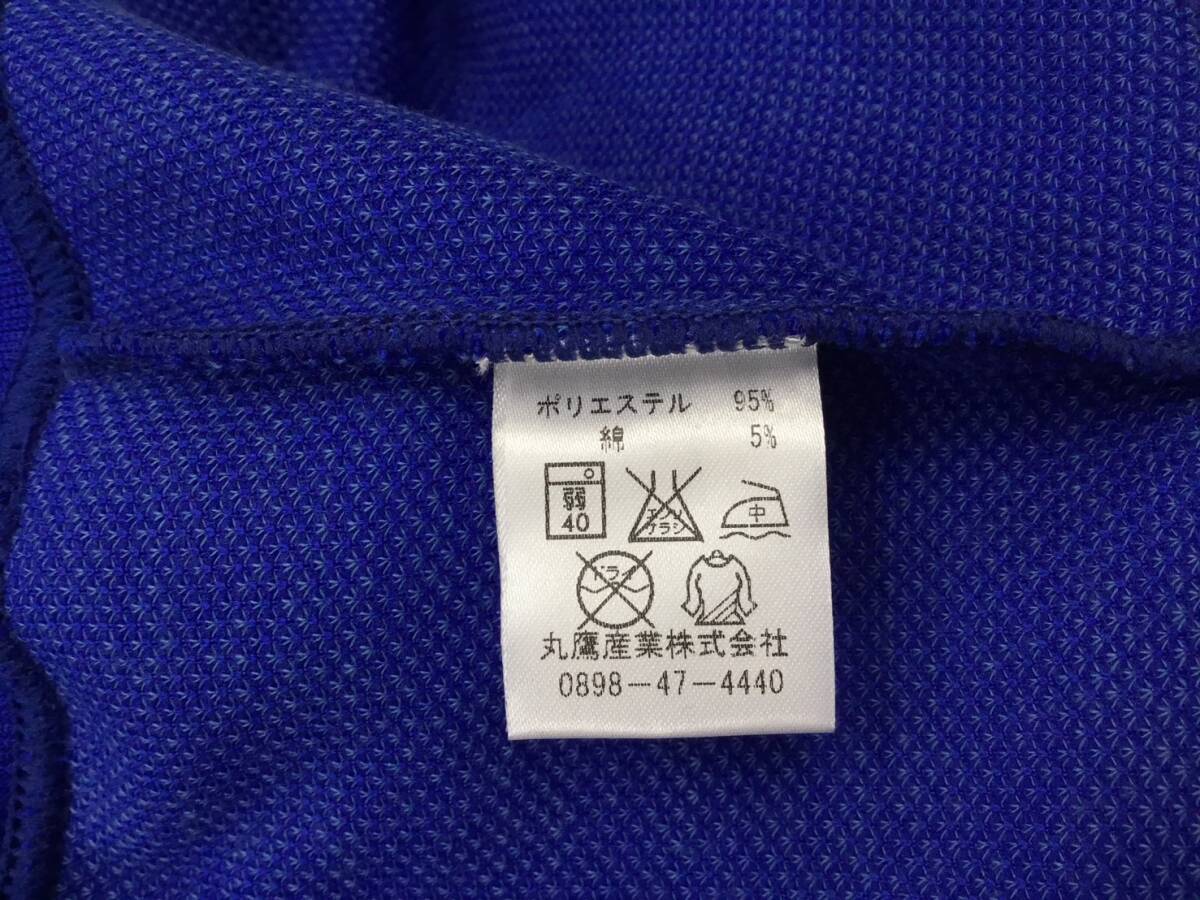 ポリエステル 95%
綿 5%
弱
40
エンソ
サラシ
中
ドライ
丸鷹産業株式会社
0898-47-4440